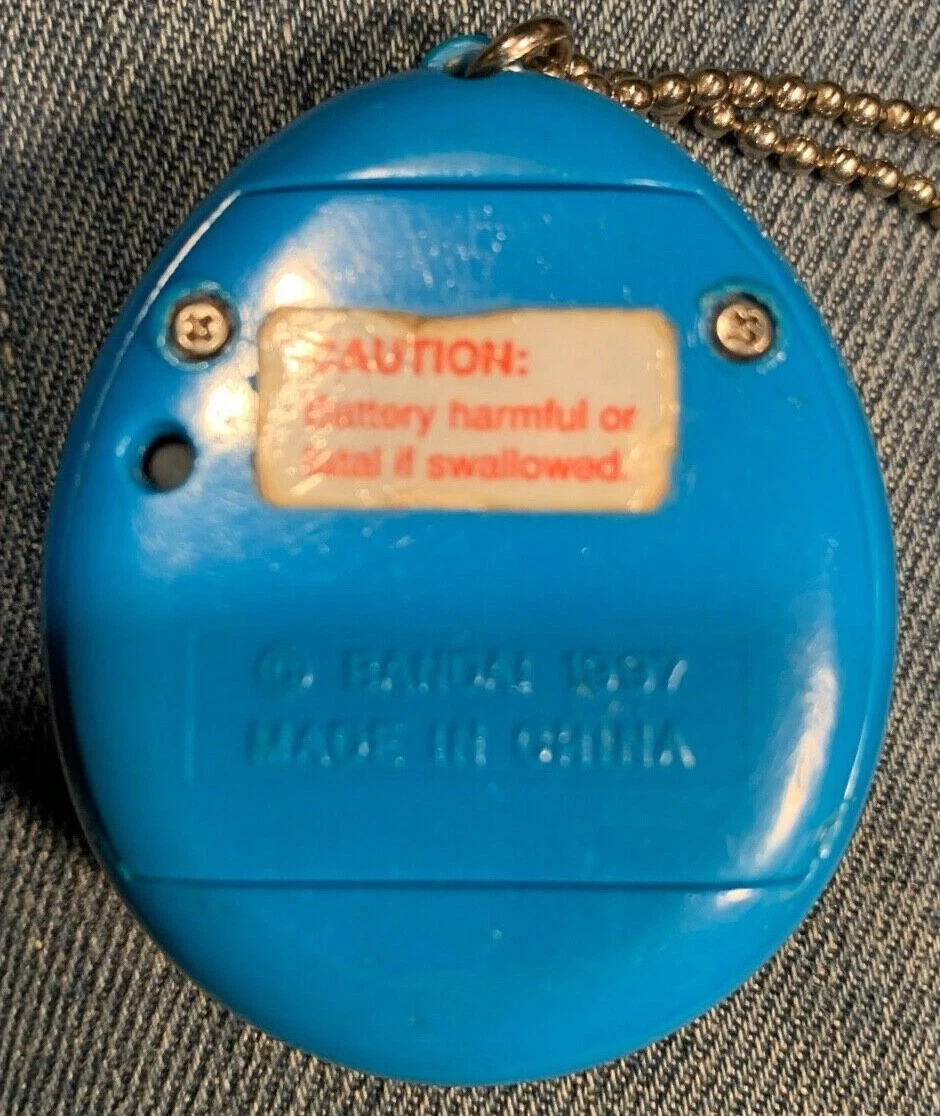 CAUTION:
Battery harmful or
fatal if swallowed.
© BANDAI 1997
MADE IN CHINA